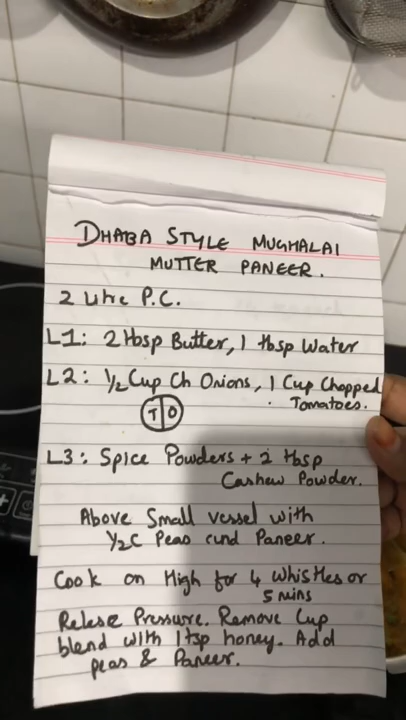 DHABA STYLE MUGHALAI
MUTTER PANEER.
2 Litre P.C.
L1: 2 tbsp Butter, 1 tbsp Water
L2: 1/2 Cup Ch Onions, 1 Cup Chopped
Tomatoes.
T O
L3: Spice Powders + 2 tbsp
Cashew Powder.
Above Small vessel with
1/2C Peas and Paneer.
Cook on High for 4 whistles or
5 mins
Relese Pressure. Remove Cup
blend with 1tsp honey. Add
peas & Paneer.